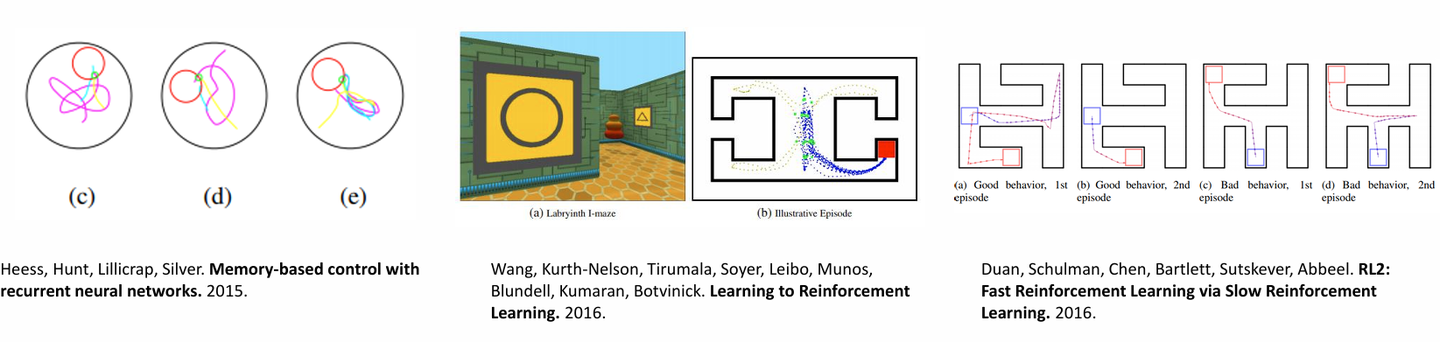 (c)
(d)
(e)
(a) Labryinth I-maze
(b) Illustrative Episode
(a) Good behavior, 1st
episode
(b) Good behavior, 2nd
episode
(c) Bad behavior, 1st
episode
(d) Bad behavior, 2nd
episode
Heess, Hunt, Lillicrap, Silver. Memory-based control with
recurrent neural networks. 2015.
Wang, Kurth-Nelson, Tirumala, Soyer, Leibo, Munos,
Blundell, Kumaran, Botvinick. Learning to Reinforcement
Learning. 2016.
Duan, Schulman, Chen, Bartlett, Sutskever, Abbeel. RL2:
Fast Reinforcement Learning via Slow Reinforcement
Learning. 2016.